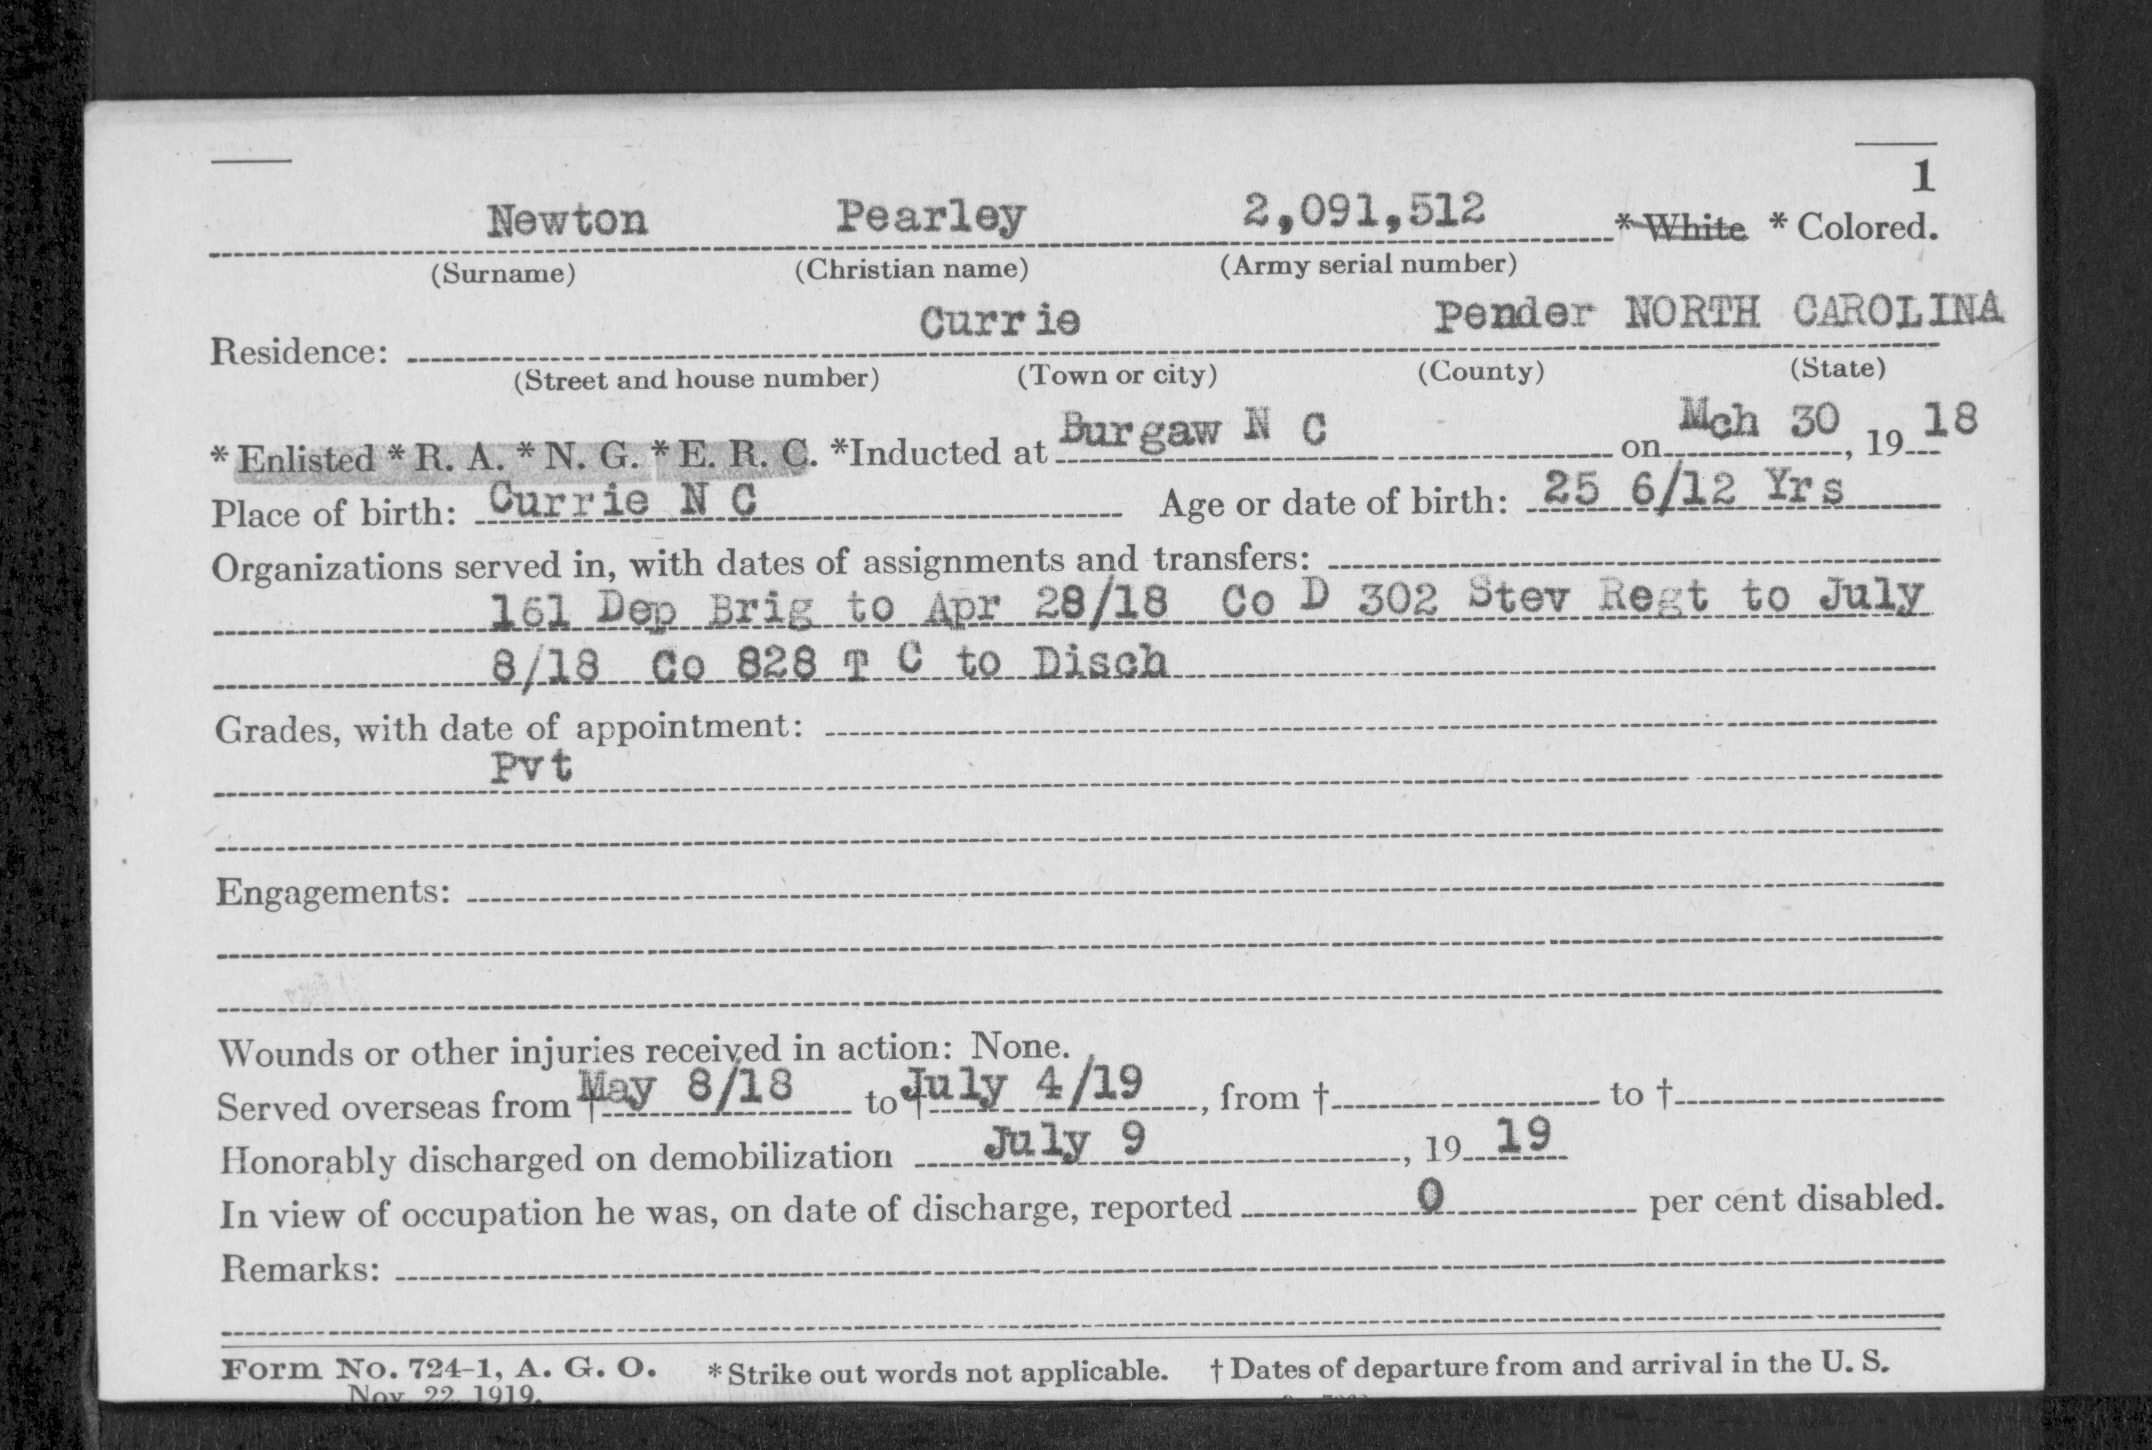 1
Newton Pearley 2,091,512 *White * Colored.
(Surname) (Christian name) (Army serial number)
Currie Pender NORTH CAROLINA
Residence:
(Street and house number) (Town or city) (County) (State)
* Enlisted * R. A. * N. G. * E. R. C. *Inducted at Burgaw N C on Mch 30, 19 18
Place of birth: Currie N C Age or date of birth: 25 6/12 Yrs
Organizations served in, with dates of assignments and transfers:
161 Dep Brig to Apr 28/18 Co D 302 Stev Regt to July
8/18 Co 828 T C to Disch
Grades, with date of appointment:
Pvt
Engagements:
Wounds or other injuries received in action: None.
Served overseas from † May 8/18 to † July 4/19, from † to †
Honorably discharged on demobilization July 9, 19 19
In view of occupation he was, on date of discharge, reported 0 per cent disabled.
Remarks:
Form No. 724-1, A. G. O. * Strike out words not applicable. † Dates of departure from and arrival in the U. S.
Nov. 22, 1919.